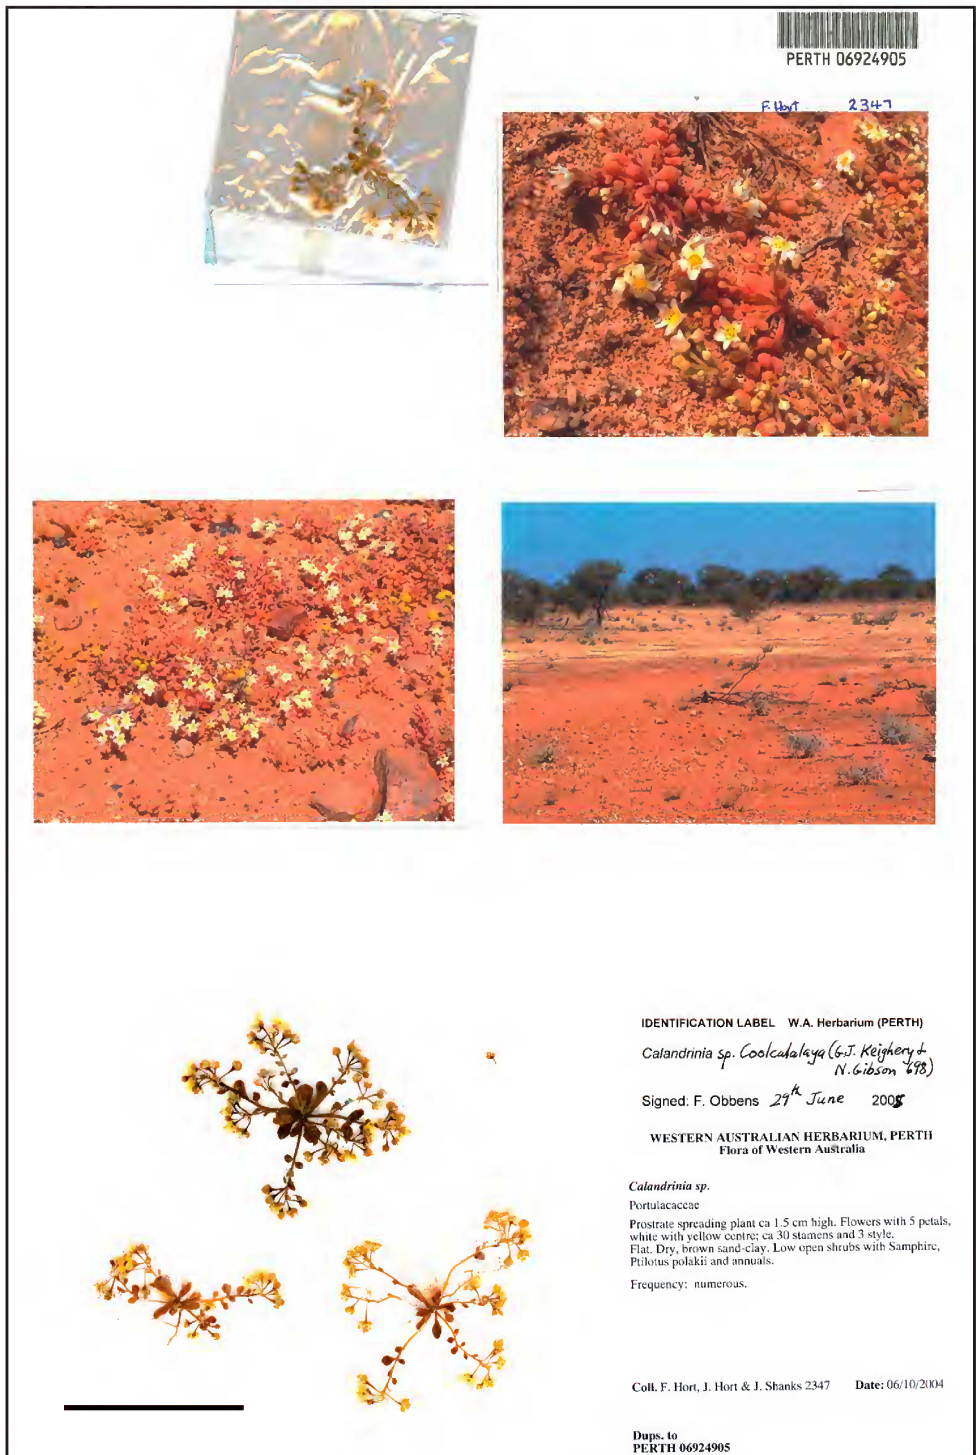 PERTH 06924905
F. Hort 2347
IDENTIFICATION LABEL W.A. Herbarium (PERTH)
Calandrinia sp. Coolcalalaya (G.J. Keighery &
N. Gibson 698)
Signed: F. Obbens 29th June 2005
WESTERN AUSTRALIAN HERBARIUM, PERTH
Flora of Western Australia
Calandrinia sp.
Portulacaceae
Prostrate spreading plant ca 1.5 cm high. Flowers with 5 petals,
white with yellow centre; ca 30 stamens and 3 style.
Flat. Dry, brown sand-clay. Low open shrubs with Samphire,
Ptilotus polakii and annuals.
Frequency: numerous.
Coll. F. Hort, J. Hort & J. Shanks 2347 Date: 06/10/2004
Dups. to
PERTH 06924905